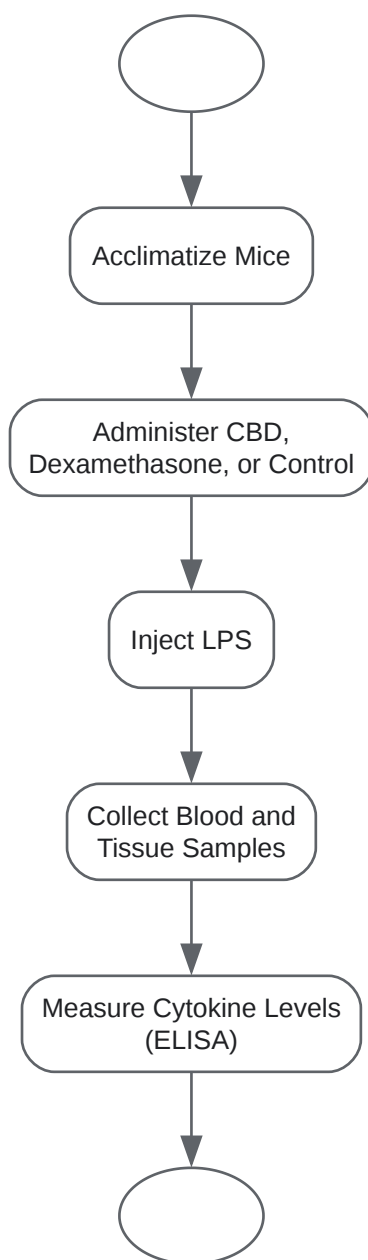 Acclimatize Mice
Administer CBD,
Dexamethasone, or Control
Inject LPS
Collect Blood and
Tissue Samples
Measure Cytokine Levels
(ELISA)